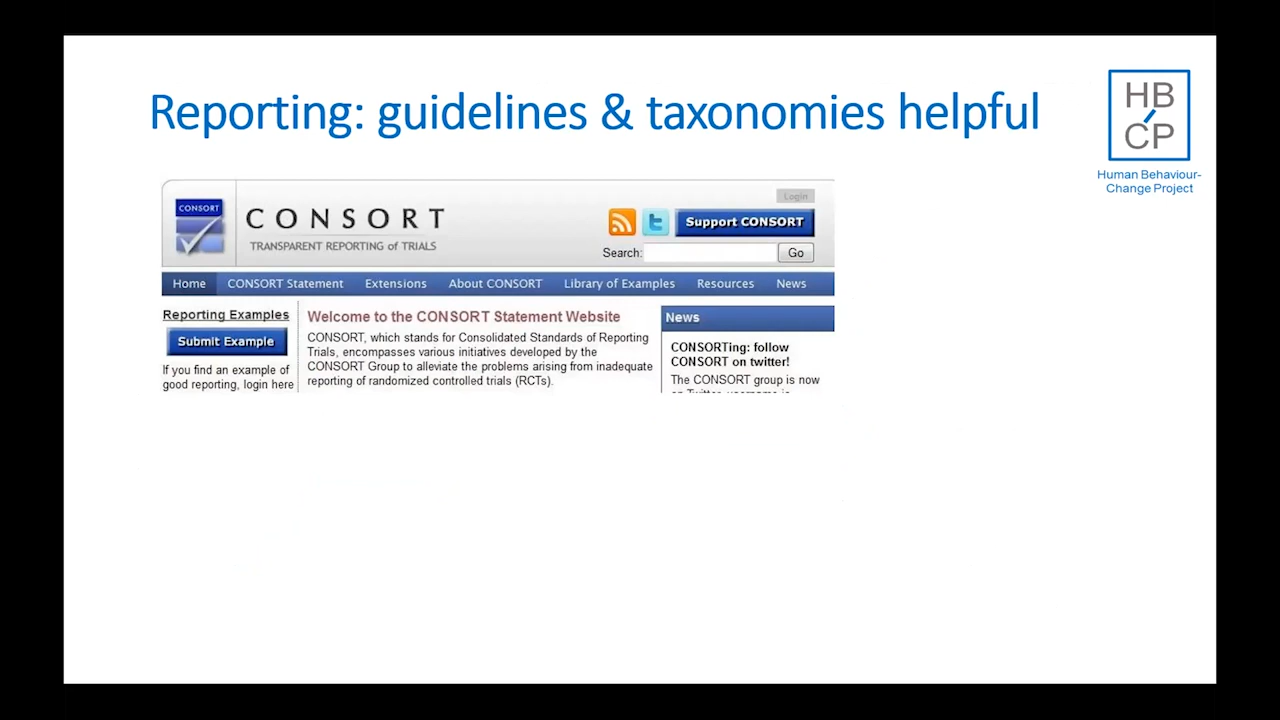 Reporting: guidelines & taxonomies helpful
HB
CP
Human Behaviour-
Change Project
CONSORT
CONSORT
TRANSPARENT REPORTING of TRIALS
Login
Support CONSORT
Search:
Go
Home CONSORT Statement Extensions About CONSORT Library of Examples Resources News
Reporting Examples
Submit Example
If you find an example of
good reporting, login here
Welcome to the CONSORT Statement Website
CONSORT, which stands for Consolidated Standards of Reporting
Trials, encompasses various initiatives developed by the
CONSORT Group to alleviate the problems arising from inadequate
reporting of randomized controlled trials (RCTs).
News
CONSORTing: follow
CONSORT on twitter!
The CONSORT group is now